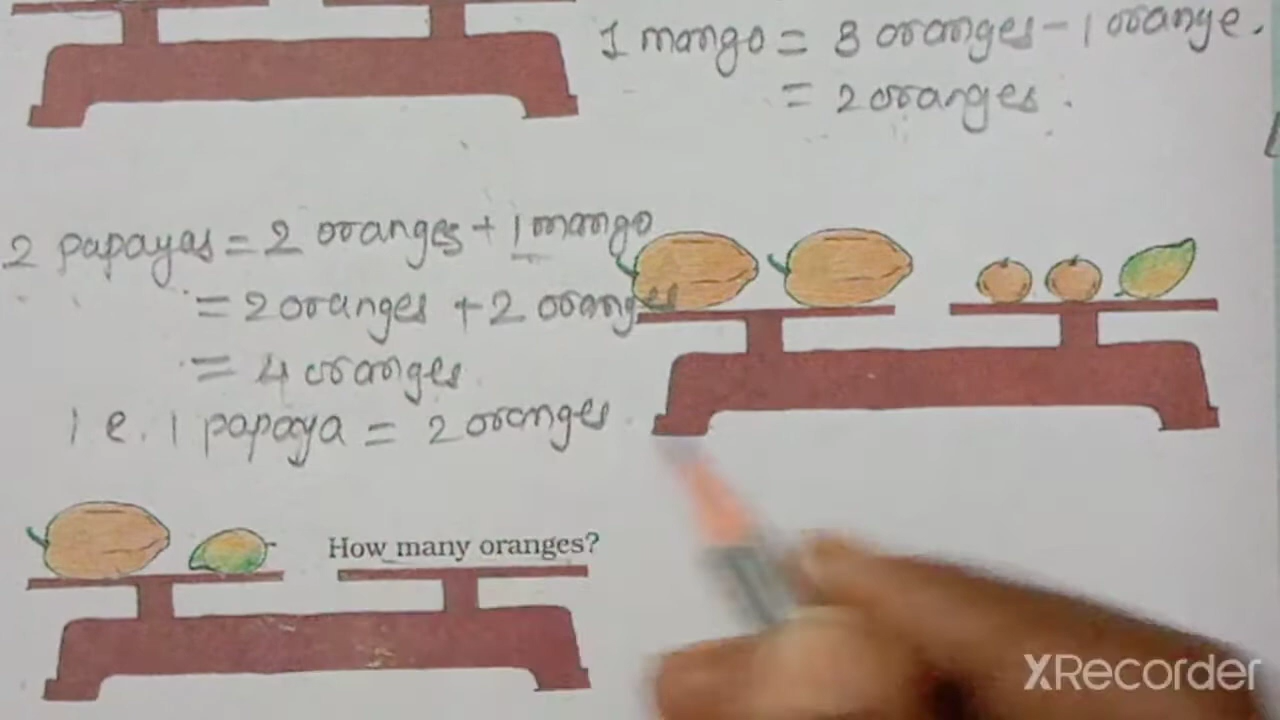 1 mango = 3 oranges - 1 orange.
= 2 oranges.
2 papayas = 2 oranges + 1 mango
= 2 oranges + 2 oranges
= 4 oranges
i e. 1 papaya = 2 oranges.
How many oranges?
XRecorder